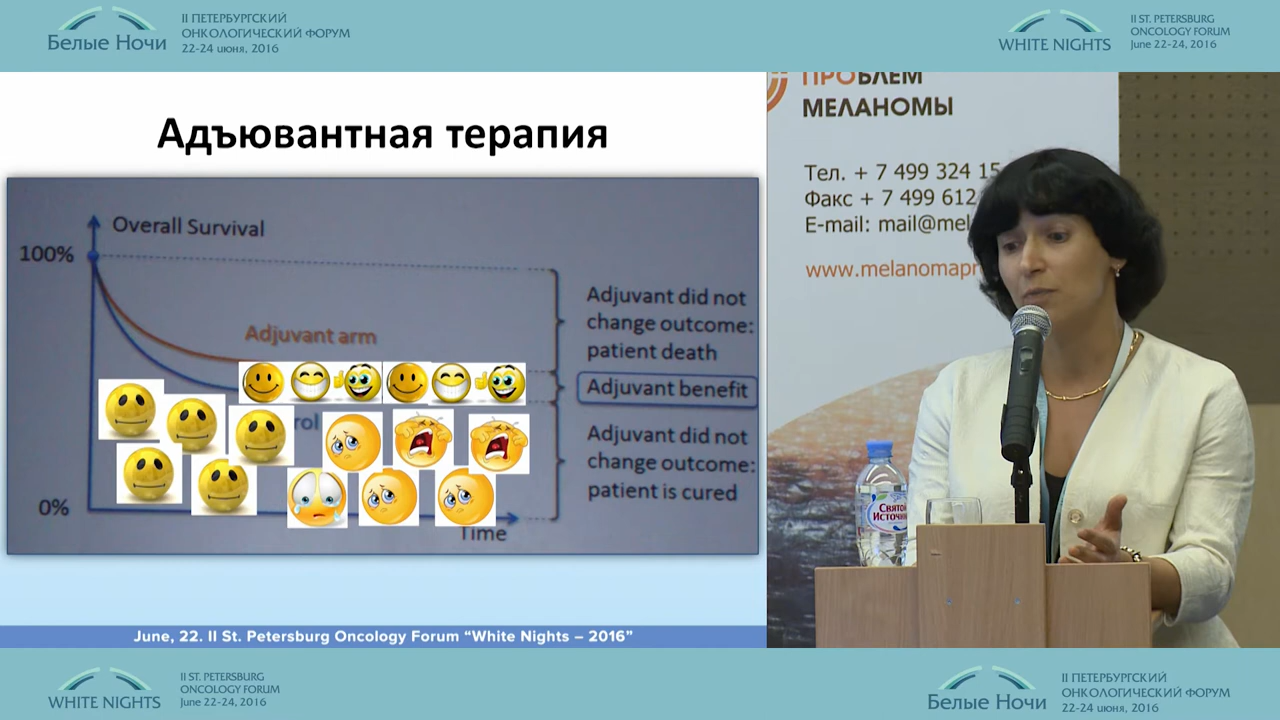 Белые Ночи
II ПЕТЕРБУРГСКИЙ
ОНКОЛОГИЧЕСКИЙ ФОРУМ
22-24 июня, 2016
WHITE NIGHTS
II ST. PETERSBURG
ONCOLOGY FORUM
June 22-24, 2016
Адъювантная терапия
Overall Survival
100%
Adjuvant arm
Adjuvant did not
change outcome:
patient death
Adjuvant benefit
Adjuvant did not
change outcome:
patient is cured
0%
Time
June, 22. II St. Petersburg Oncology Forum “White Nights – 2016”
ПРОБЛЕМ
МЕЛАНОМЫ
Тел. + 7 499 324 15
Факс + 7 499 612
E-mail: mail@mel
www.melanomapr
Святой
Источник
WHITE NIGHTS
II ST. PETERSBURG
ONCOLOGY FORUM
June 22-24, 2016
Белые Ночи
II ПЕТЕРБУРГСКИЙ
ОНКОЛОГИЧЕСКИЙ ФОРУМ
22-24 июня, 2016